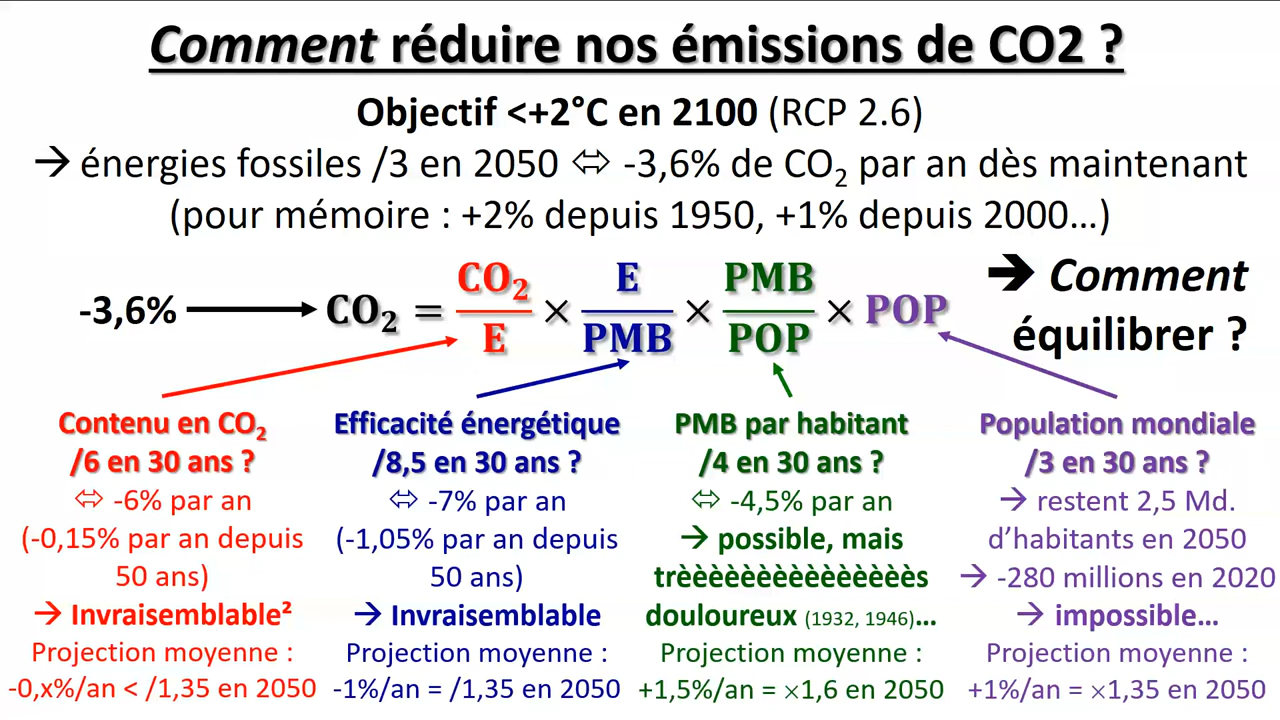 Comment réduire nos émissions de CO2 ?
Objectif <+2°C en 2100 (RCP 2.6)
→ énergies fossiles /3 en 2050 ⇔ -3,6% de CO₂ par an dès maintenant
(pour mémoire : +2% depuis 1950, +1% depuis 2000…)
-3,6% → CO₂ = CO₂/E × E/PMB × PMB/POP × POP
→ Comment
équilibrer ?
Contenu en CO₂
/6 en 30 ans ?
⇔ -6% par an
(-0,15% par an depuis
50 ans)
→ Invraisemblable²
Projection moyenne :
-0,x%/an < /1,35 en 2050
Efficacité énergétique
/8,5 en 30 ans ?
⇔ -7% par an
(-1,05% par an depuis
50 ans)
→ Invraisemblable
Projection moyenne :
-1%/an = /1,35 en 2050
PMB par habitant
/4 en 30 ans ?
⇔ -4,5% par an
→ possible, mais
trèèèèèèèèèèèèèèès
douloureux (1932, 1946)…
Projection moyenne :
+1,5%/an = ×1,6 en 2050
Population mondiale
/3 en 30 ans ?
→ restent 2,5 Md.
d’habitants en 2050
→ -280 millions en 2020
→ impossible…
Projection moyenne :
+1%/an = ×1,35 en 2050